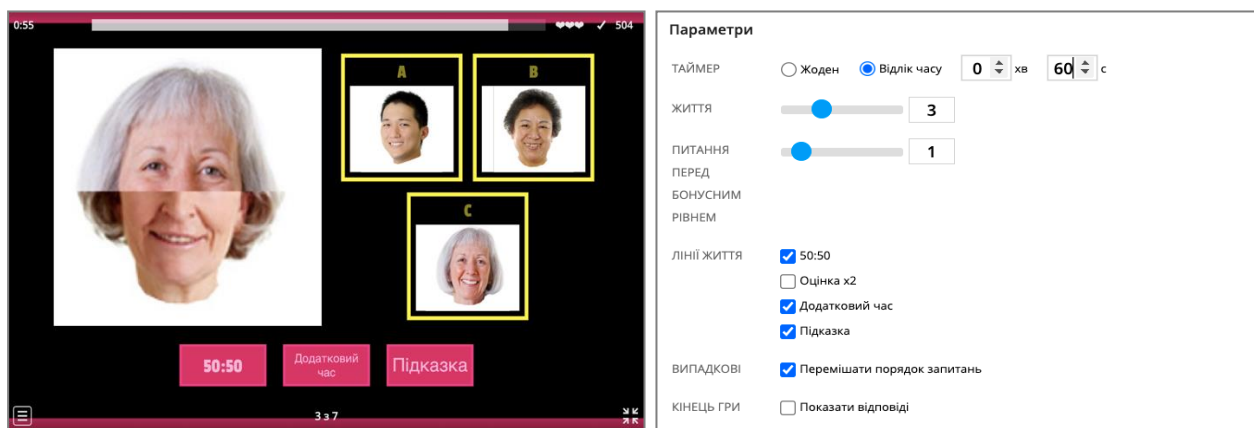 0:55
504
A
B
C
50:50
Додатковий
час
Підказка
3 з 7
Параметри
ТАЙМЕР Жоден Відлік часу 0 хв 60 с
ЖИТТЯ 3
ПИТАННЯ 1
ПЕРЕД
БОНУСНИМ
РІВНЕМ
ЛІНІЇ ЖИТТЯ 50:50
Оцінка x2
Додатковий час
Підказка
ВИПАДКОВІ Перемішати порядок запитань
КІНЕЦЬ ГРИ Показати відповіді